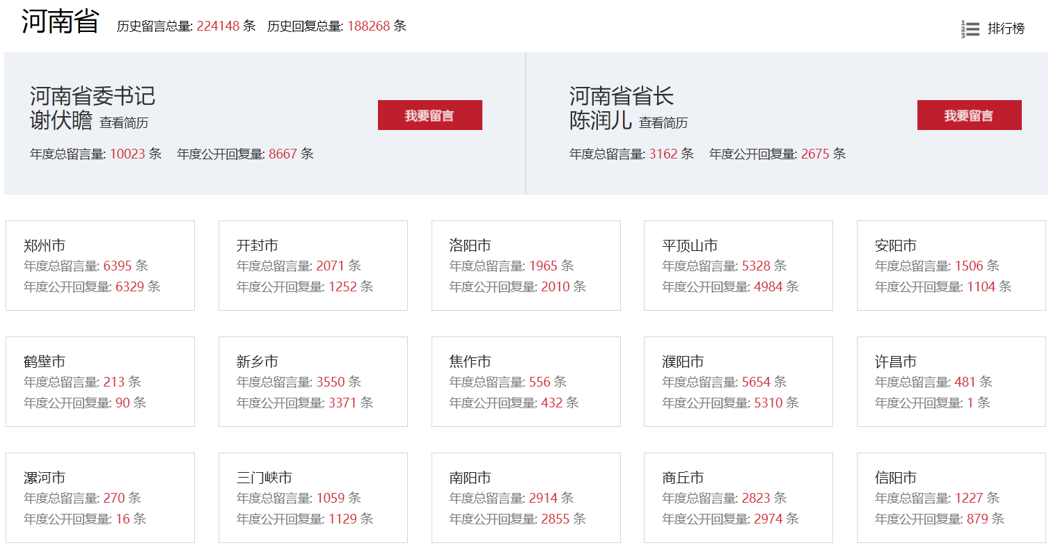 河南省 历史留言总量: 224148 条 历史回复总量: 188268 条 排行榜
河南省委书记
谢伏瞻 查看简历
我要留言
年度总留言量: 10023 条 年度公开回复量: 8667 条
河南省省长
陈润儿 查看简历
我要留言
年度总留言量: 3162 条 年度公开回复量: 2675 条
郑州市
年度总留言量: 6395 条
年度公开回复量: 6329 条
开封市
年度总留言量: 2071 条
年度公开回复量: 1252 条
洛阳市
年度总留言量: 1965 条
年度公开回复量: 2010 条
平顶山市
年度总留言量: 5328 条
年度公开回复量: 4984 条
安阳市
年度总留言量: 1506 条
年度公开回复量: 1104 条
鹤壁市
年度总留言量: 213 条
年度公开回复量: 90 条
新乡市
年度总留言量: 3550 条
年度公开回复量: 3371 条
焦作市
年度总留言量: 556 条
年度公开回复量: 432 条
濮阳市
年度总留言量: 5654 条
年度公开回复量: 5310 条
许昌市
年度总留言量: 481 条
年度公开回复量: 1 条
漯河市
年度总留言量: 270 条
年度公开回复量: 16 条
三门峡市
年度总留言量: 1059 条
年度公开回复量: 1129 条
南阳市
年度总留言量: 2914 条
年度公开回复量: 2855 条
商丘市
年度总留言量: 2823 条
年度公开回复量: 2974 条
信阳市
年度总留言量: 1227 条
年度公开回复量: 879 条